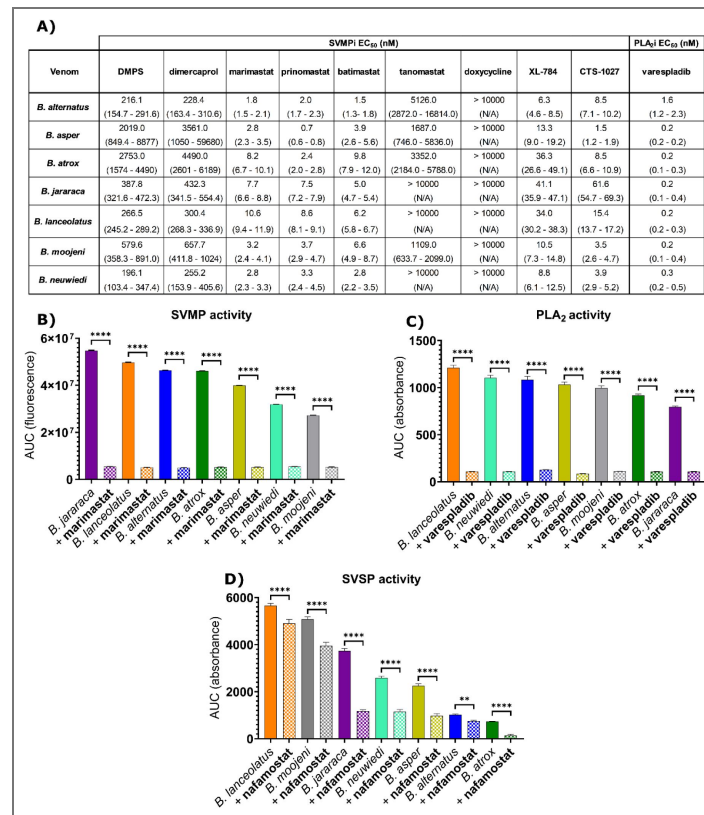 A)
SVMPi EC50 (nM) PLA2i EC50 (nM)
Venom DMPS dimercaprol marimastat prinomastat batimastat tanomastat doxycycline XL-784 CTS-1027 varespladib
B. alternatus 216.1 228.4 1.8 2.0 1.5 5126.0 > 10000 6.3 8.5 1.6
(154.7 - 291.6) (163.4 - 310.6) (1.5 - 2.1) (1.7 - 2.3) (1.3- 1.8) (2872.0 - 16814.0) (N/A) (4.6 - 8.5) (7.1 - 10.2) (1.2 - 2.3)
B. asper 2019.0 3561.0 2.8 0.7 3.9 1687.0 > 10000 13.3 1.5 0.2
(849.4 - 8877) (1050 - 59680) (2.3 - 3.5) (0.6 - 0.8) (2.6 - 5.6) (746.0 - 5836.0) (N/A) (9.0 - 19.2) (1.2 - 1.9) (0.2 - 0.2)
B. atrox 2753.0 4490.0 8.2 2.4 9.8 3352.0 > 10000 36.3 8.5 0.2
(1574 - 4490) (2601 - 6189) (6.7 - 10.1) (2.0 - 2.8) (7.9 - 12.0) (2184.0 - 5788.0) (N/A) (26.6 - 49.1) (6.6 - 10.9) (0.1 - 0.3)
B. jararaca 387.8 432.3 7.7 7.5 5.0 > 10000 > 10000 41.1 61.6 0.2
(321.6 - 472.3) (341.5 - 554.4) (6.6 - 8.8) (7.2 - 7.9) (4.7 - 5.4) (N/A) (N/A) (35.9 - 47.1) (54.7 - 69.3) (0.1 - 0.4)
B. lanceolatus 266.5 300.4 10.6 8.6 6.2 > 10000 > 10000 34.0 15.4 0.2
(245.2 - 289.2) (268.3 - 336.9) (9.4 - 11.9) (8.1 - 9.1) (5.8 - 6.7) (N/A) (N/A) (30.2 - 38.3) (13.7 - 17.2) (0.2 - 0.3)
B. moojeni 579.6 657.7 3.2 3.7 6.6 1109.0 > 10000 10.5 3.5 0.2
(358.3 - 891.0) (411.8 - 1024) (2.4 - 4.1) (2.9 - 4.7) (4.9 - 8.7) (633.7 - 2099.0) (N/A) (7.3 - 14.8) (2.6 - 4.7) (0.1 - 0.4)
B. neuwiedi 196.1 255.2 2.8 3.3 2.8 > 10000 > 10000 8.8 3.9 0.3
(103.4 - 347.4) (153.9 - 405.6) (2.3 - 3.3) (2.4 - 4.5) (2.2 - 3.5) (N/A) (N/A) (6.1 - 12.5) (2.9 - 5.2) (0.2 - 0.5)
B) SVMP activity
AUC (fluorescence)
6×10⁷
4×10⁷
2×10⁷
0
**** **** **** **** **** **** ****
B. jararaca
+ marimastat
B. lanceolatus
+ marimastat
B. alternatus
+ marimastat
B. atrox
+ marimastat
B. asper
+ marimastat
B. neuwiedi
+ marimastat
B. moojeni
+ marimastat
C) PLA2 activity
AUC (absorbance)
1500
1000
500
0
**** **** **** **** **** **** ****
B. lanceolatus
+ varespladib
B. neuwiedi
+ varespladib
B. alternatus
+ varespladib
B. asper
+ varespladib
B. moojeni
+ varespladib
B. atrox
+ varespladib
B. jararaca
+ varespladib
D) SVSP activity
AUC (absorbance)
6000
4000
2000
0
**** **** **** **** **** ** ****
B. lanceolatus
+ nafamostat
B. moojeni
+ nafamostat
B. jararaca
+ nafamostat
B. neuwiedi
+ nafamostat
B. asper
+ nafamostat
B. alternatus
+ nafamostat
B. atrox
+ nafamostat